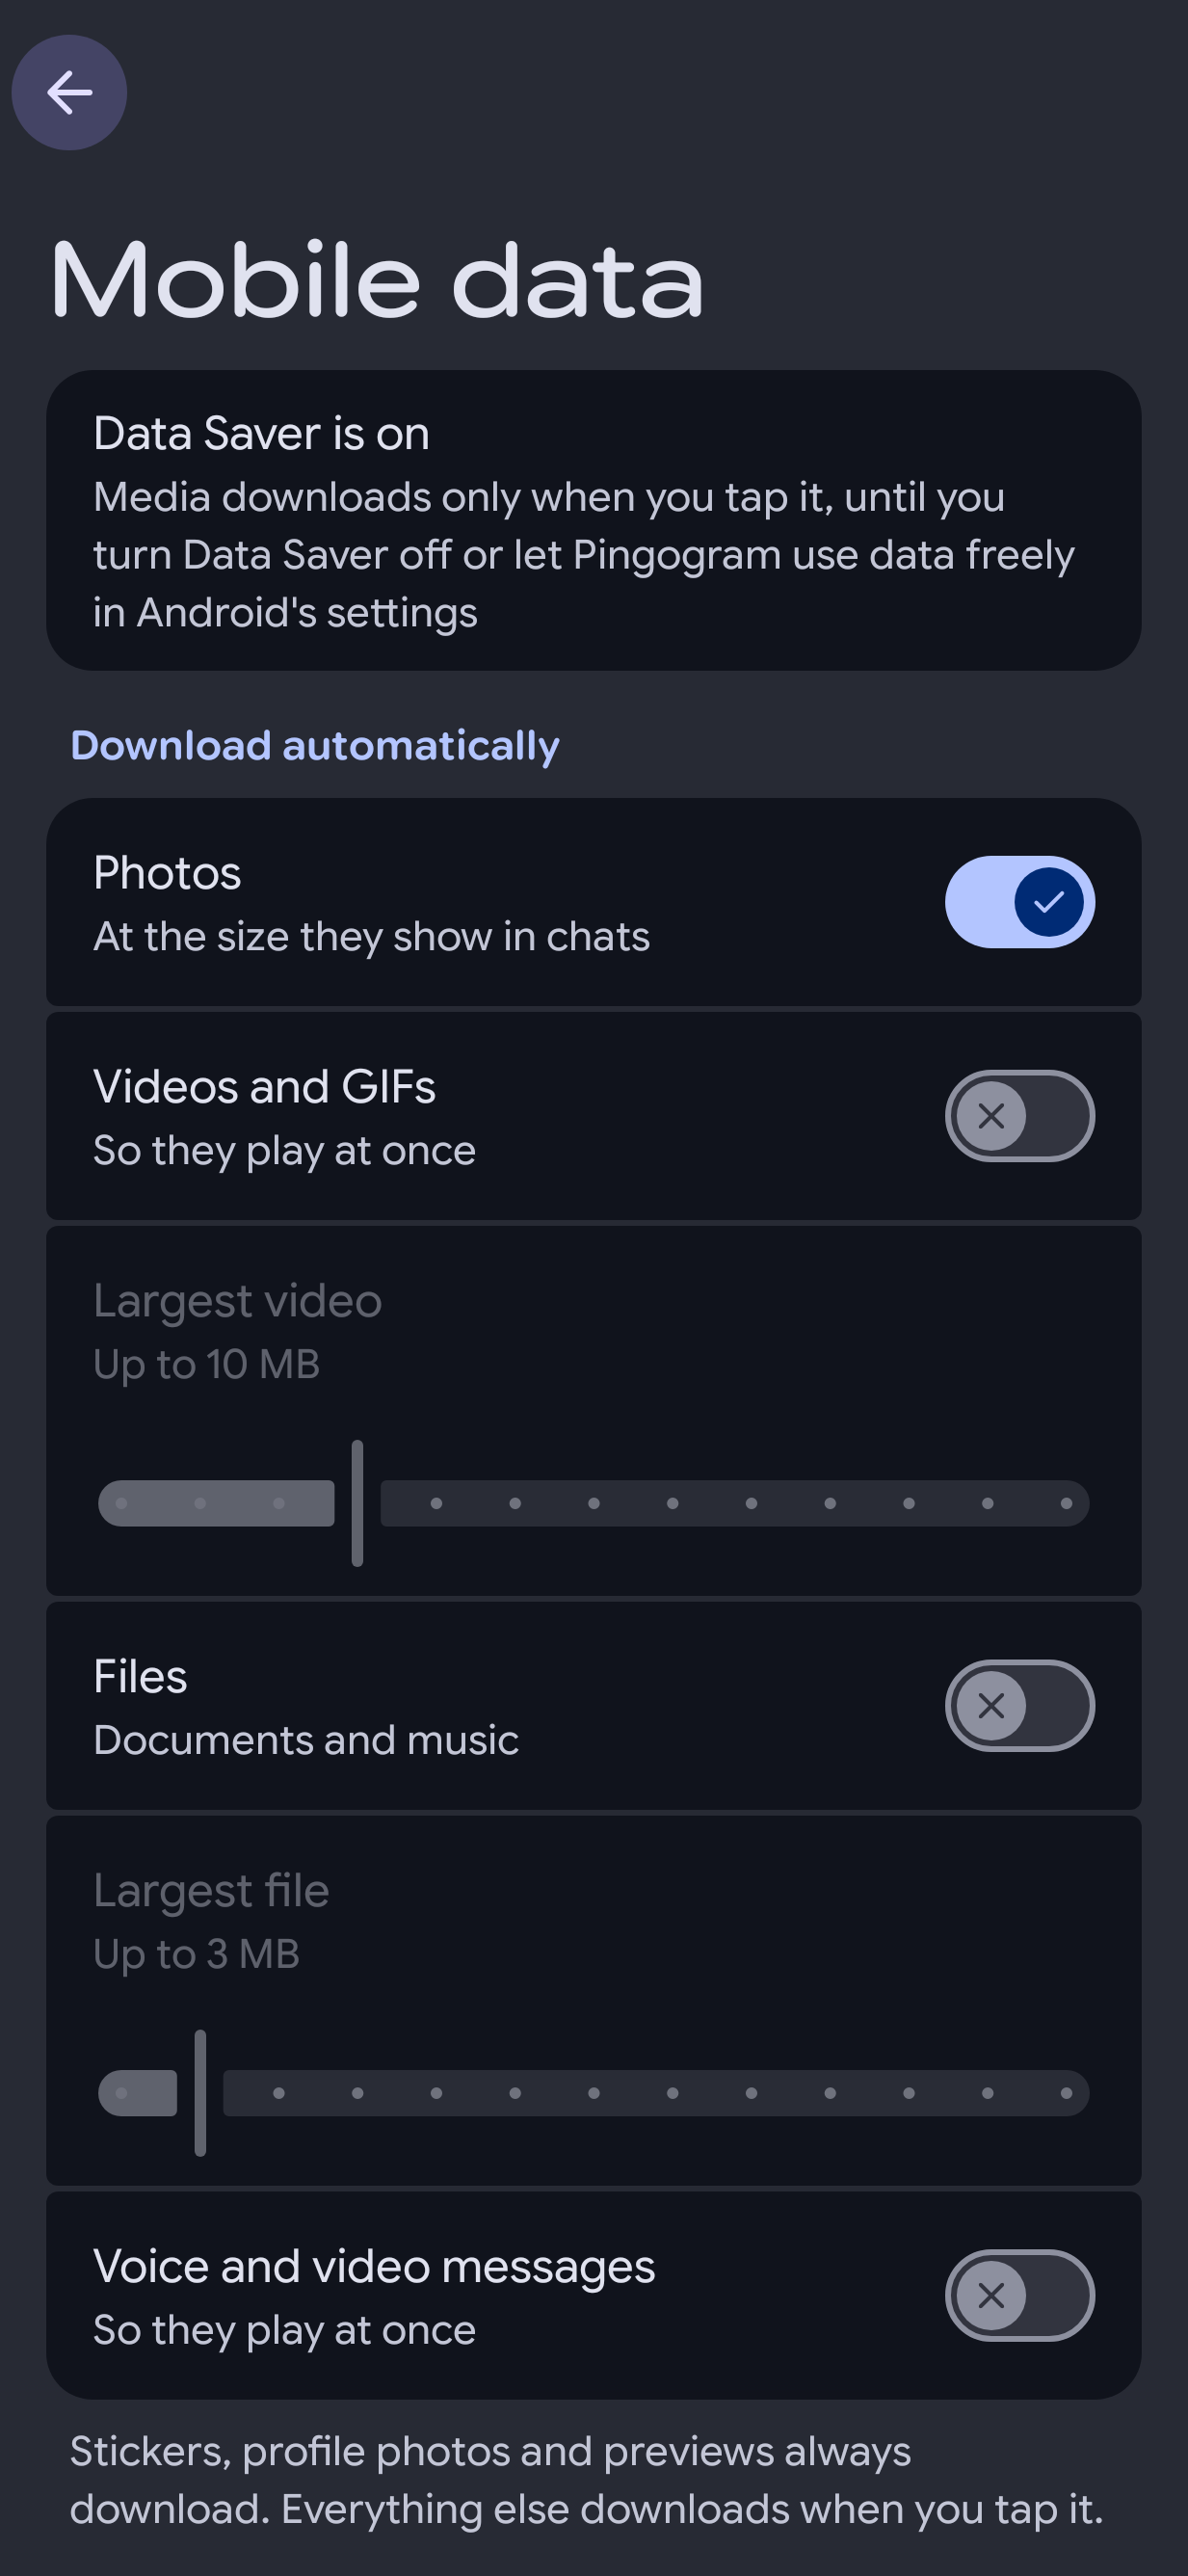 Mobile data
Data Saver is on
Media downloads only when you tap it, until you
turn Data Saver off or let Pingogram use data freely
in Android's settings
Download automatically
Photos
At the size they show in chats
Videos and GIFs
So they play at once
Largest video
Up to 10 MB
Files
Documents and music
Largest file
Up to 3 MB
Voice and video messages
So they play at once
Stickers, profile photos and previews always
download. Everything else downloads when you tap it.